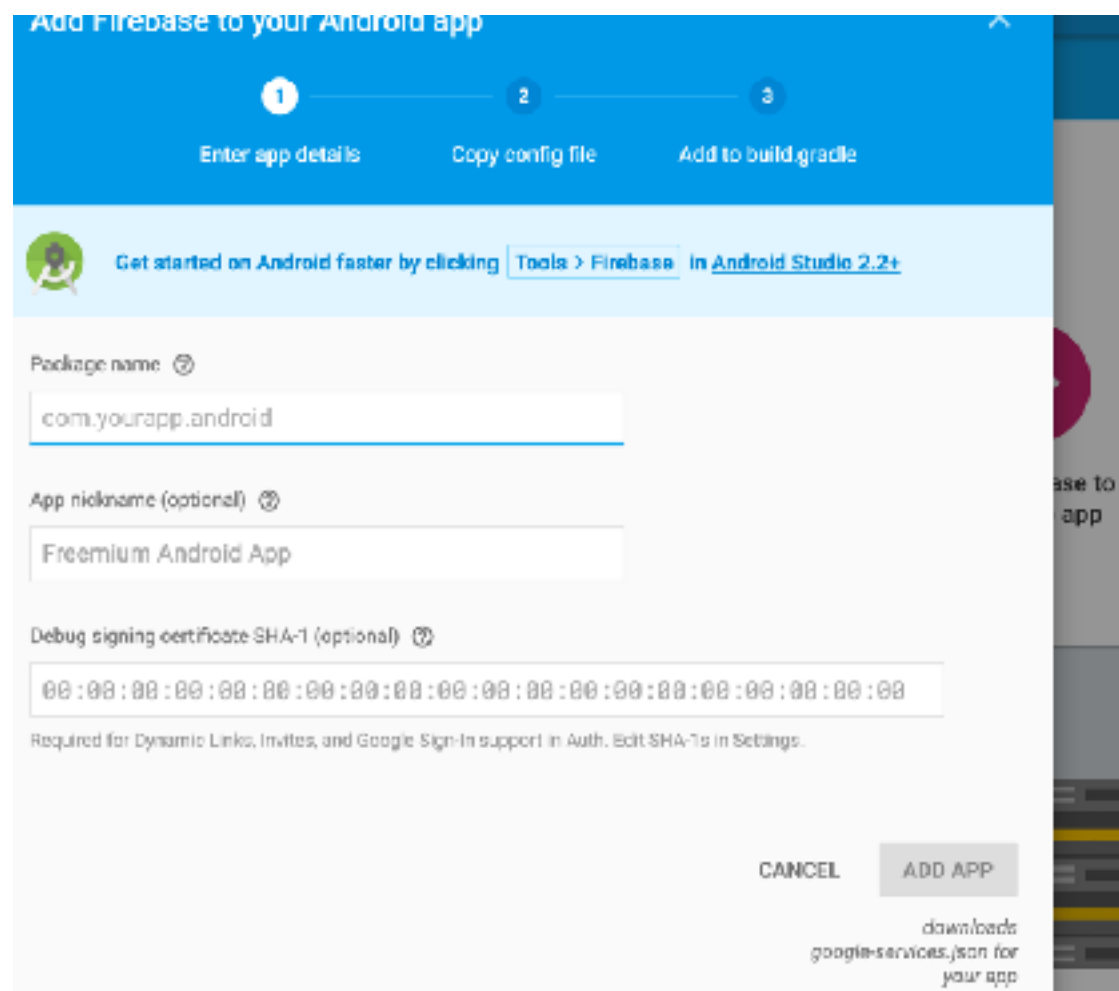 Add Firebase to your Android app
1
2
3
Enter app details
Copy config file
Add to build.gradle
Get started on Android faster by clicking Tools > Firebase in Android Studio 2.2+
Package name
com.yourapp.android
App nickname (optional)
Freemium Android App
Debug signing certificate SHA-1 (optional)
00:00:00:00:00:00:00:00:00:00:00:00:00:00:00:00:00:00:00:00
Required for Dynamic Links, Invites, and Google Sign-In support in Auth. Edit SHA-1s in Settings.
CANCEL
ADD APP
downloads
google-services.json for
your app
ase to
app